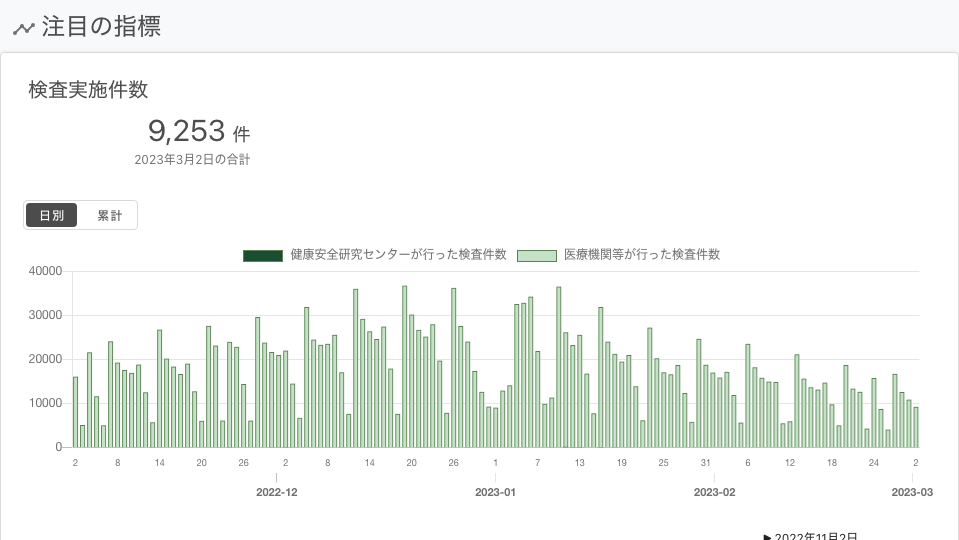 注目の指標
検査実施件数
9,253 件
2023年3月2日の合計
日別 累計
健康安全研究センターが行った検査件数 医療機関等が行った検査件数
40000
30000
20000
10000
0
2 8 14 20 26 2 8 14 20 26 1 7 13 19 25 31 6 12 18 24 2
2022-12 2023-01 2023-02 2023-03
▶ 2022年11月2日